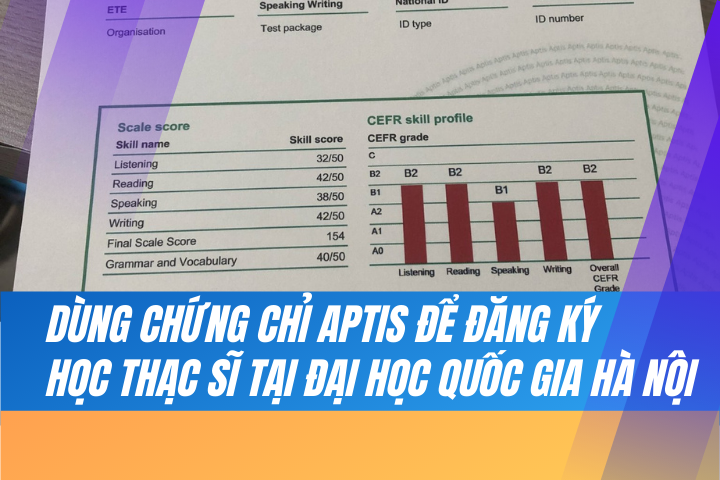 ETE
Speaking Writing
National ID
Organisation
Test package
ID type
ID number
Scale score
Skill name Skill score
Listening 32/50
Reading 42/50
Speaking 38/50
Writing 42/50
Final Scale Score 154
Grammar and Vocabulary 40/50
CEFR skill profile
CEFR grade
C
B2
B1
A2
A1
A0
B2 B2 B1 B2 B2
Listening Reading Speaking Writing Overall
CEFR
Grade
DÙNG CHỨNG CHỈ APTIS ĐỂ ĐĂNG KÝ
HỌC THẠC SĨ TẠI ĐẠI HỌC QUỐC GIA HÀ NỘI